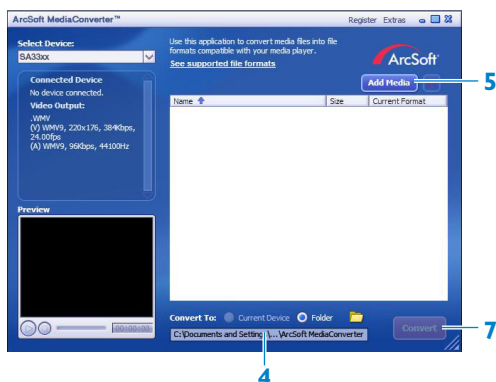 ArcSoft MediaConverter™
Register Extras
Select Device:
SA33xx
Connected Device
No device connected.
Video Output:
.WMV
(V) WMV9, 220x176, 384Kbps,
24.00fps
(A) WMV9, 96Kbps, 44100Hz
Preview
00:00:00
Use this application to convert media files into file
formats compatible with your media player.
See supported file formats
ArcSoft®
Add Media
5
Name
Size
Current Format
Convert To: Current Device Folder
C:\Documents and Setting \...\ArcSoft MediaConverter
Convert
7
4